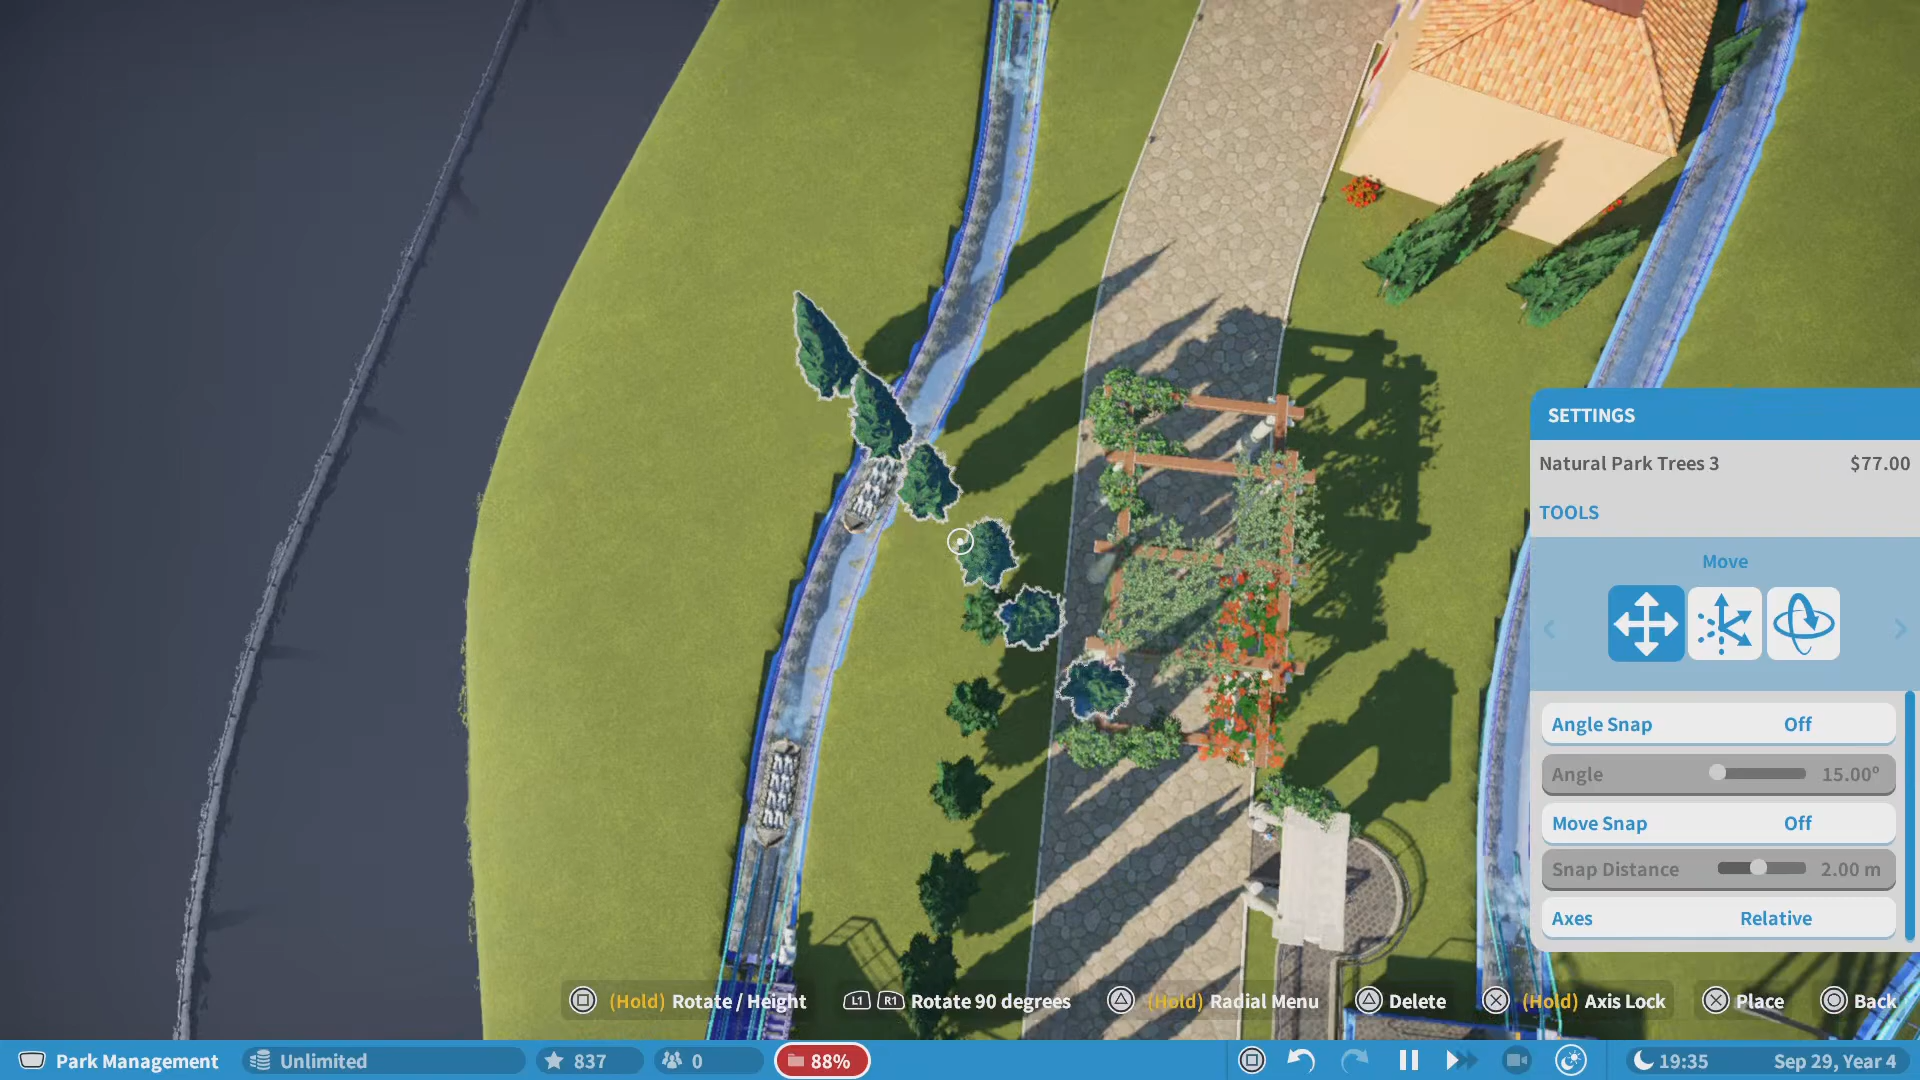 SETTINGS
Natural Park Trees 3 $77.00
TOOLS
Move
Angle Snap Off
Angle 15.00°
Move Snap Off
Snap Distance 2.00 m
Axes Relative
(Hold) Rotate / Height L1 R1 Rotate 90 degrees (Hold) Radial Menu Delete (Hold) Axis Lock Place Back
Park Management Unlimited 837 0 88% 19:35 Sep 29, Year 4